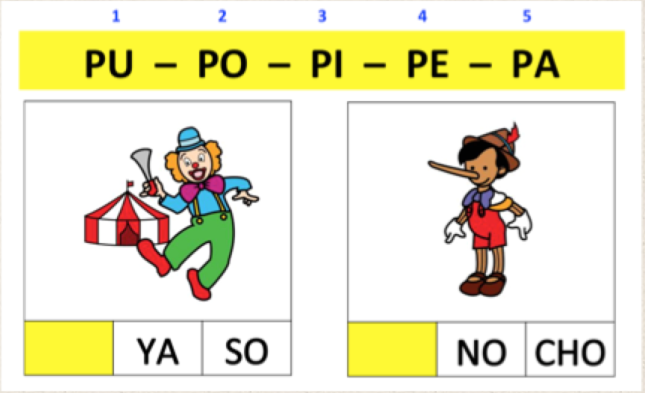 1 2 3 4 5
PU – PO – PI – PE – PA
YA SO
NO CHO